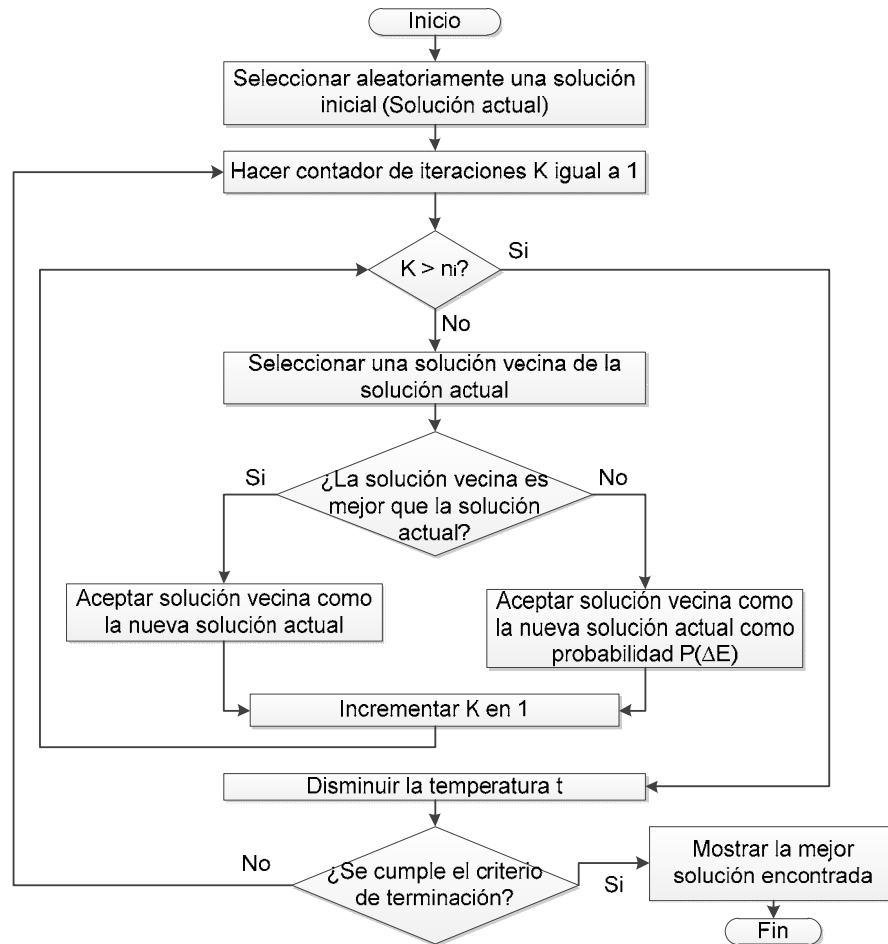 Inicio
Seleccionar aleatoriamente una solución
inicial (Solución actual)
Hacer contador de iteraciones K igual a 1
K > ni?
Si
No
Seleccionar una solución vecina de la
solución actual
Si
¿La solución vecina es
mejor que la solución
actual?
No
Aceptar solución vecina como
la nueva solución actual
Aceptar solución vecina como
la nueva solución actual como
probabilidad P(∆E)
Incrementar K en 1
Disminuir la temperatura t
No
¿Se cumple el criterio
de terminación?
Si
Mostrar la mejor
solución encontrada
Fin